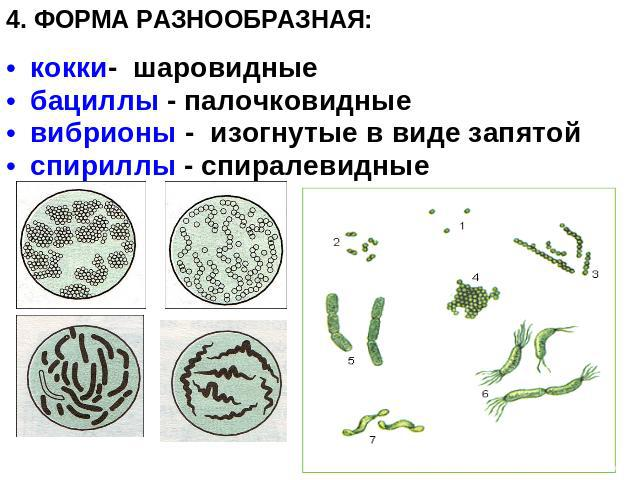 4. ФОРМА РАЗНООБРАЗНАЯ:
• кокки- шаровидные
• бациллы - палочковидные
• вибрионы - изогнутые в виде запятой
• спириллы - спиралевидные
1
2
3
4
5
6
7